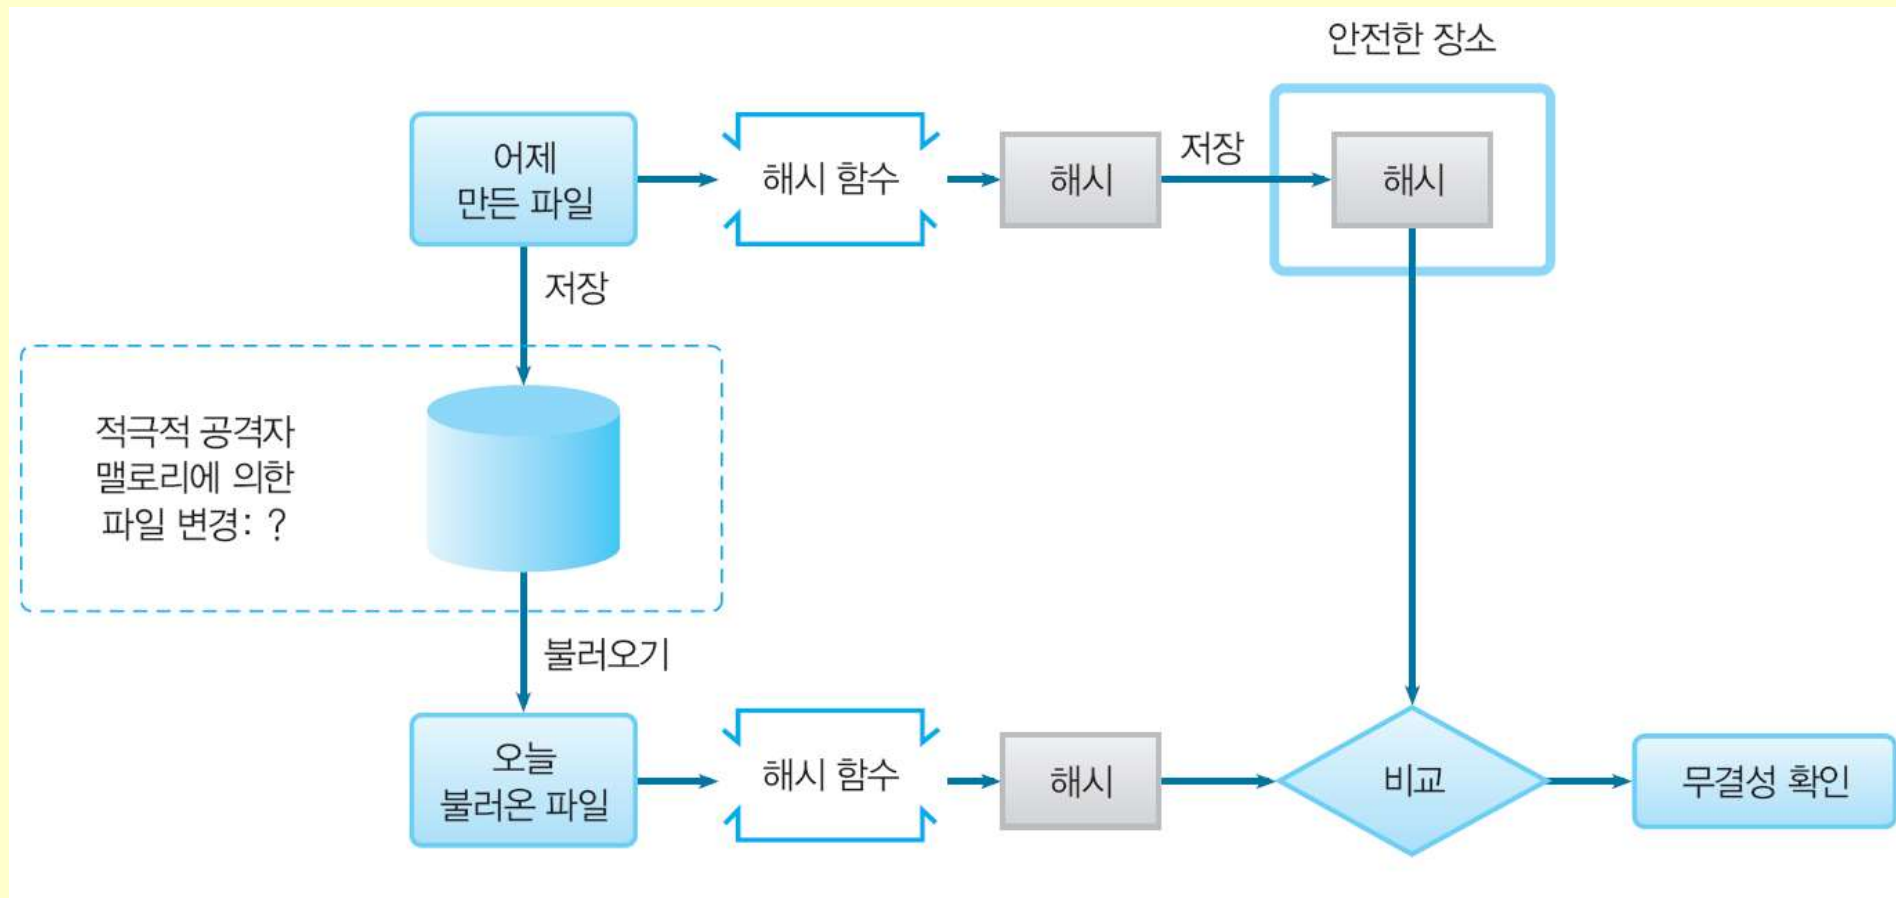 안전한 장소
어제
만든 파일
해시 함수
해시
저장
해시
저장
적극적 공격자
맬로리에 의한
파일 변경: ?
불러오기
오늘
불러온 파일
해시 함수
해시
비교
무결성 확인